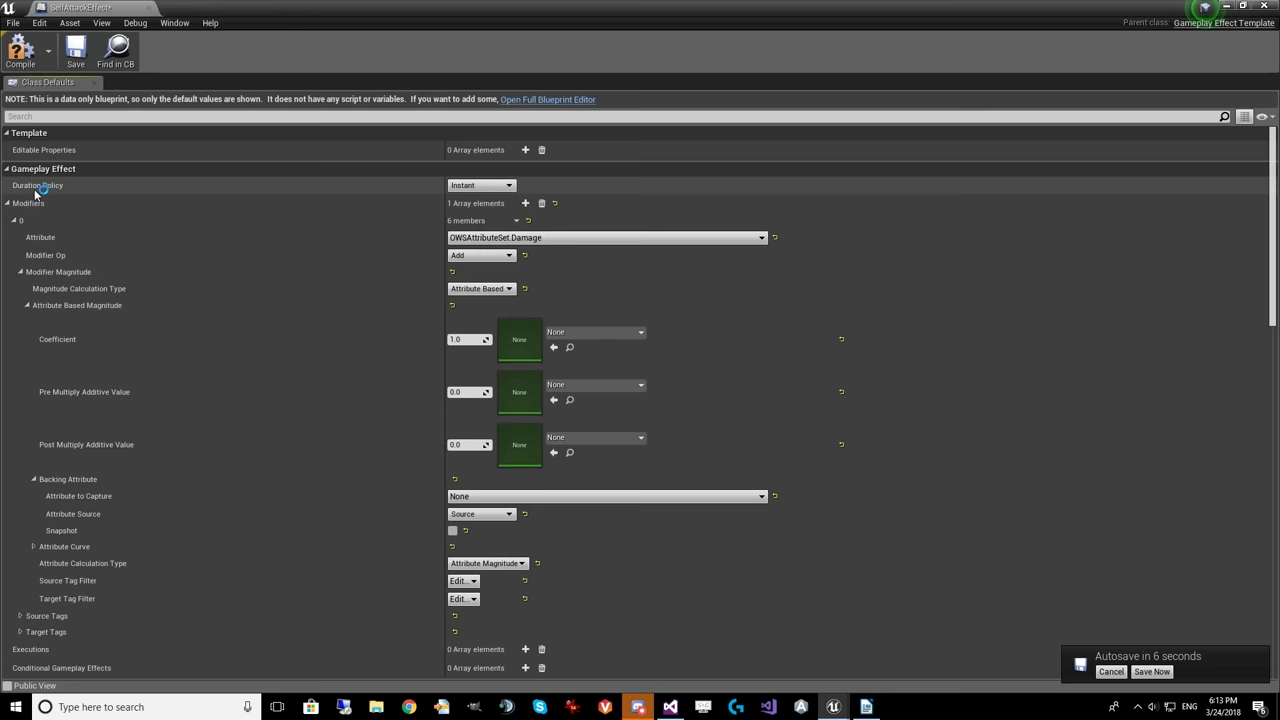 SelfAttackEffect*
File Edit Asset View Debug Window Help
Parent class: Gameplay Effect Template
Compile Save Find in CB
Class Defaults
NOTE: This is a data only blueprint, so only the default values are shown. It does not have any script or variables. If you want to add some, Open Full Blueprint Editor
Search
Template
Editable Properties 0 Array elements
Gameplay Effect
Duration Policy Instant
Modifiers 1 Array elements
0 6 members
Attribute OWSAttributeSet.Damage
Modifier Op Add
Modifier Magnitude
Magnitude Calculation Type Attribute Based
Attribute Based Magnitude
None
Coefficient 1.0 None
None
Pre Multiply Additive Value 0.0 None
None
Post Multiply Additive Value 0.0 None
Backing Attribute
Attribute to Capture None
Attribute Source Source
Snapshot
Attribute Curve
Attribute Calculation Type Attribute Magnitude
Source Tag Filter Edit...
Target Tag Filter Edit...
Source Tags
Target Tags
Executions 0 Array elements
Conditional Gameplay Effects 0 Array elements
Autosave in 6 seconds
Cancel Save Now
Public View
Type here to search
ENG
6:13 PM
3/24/2018